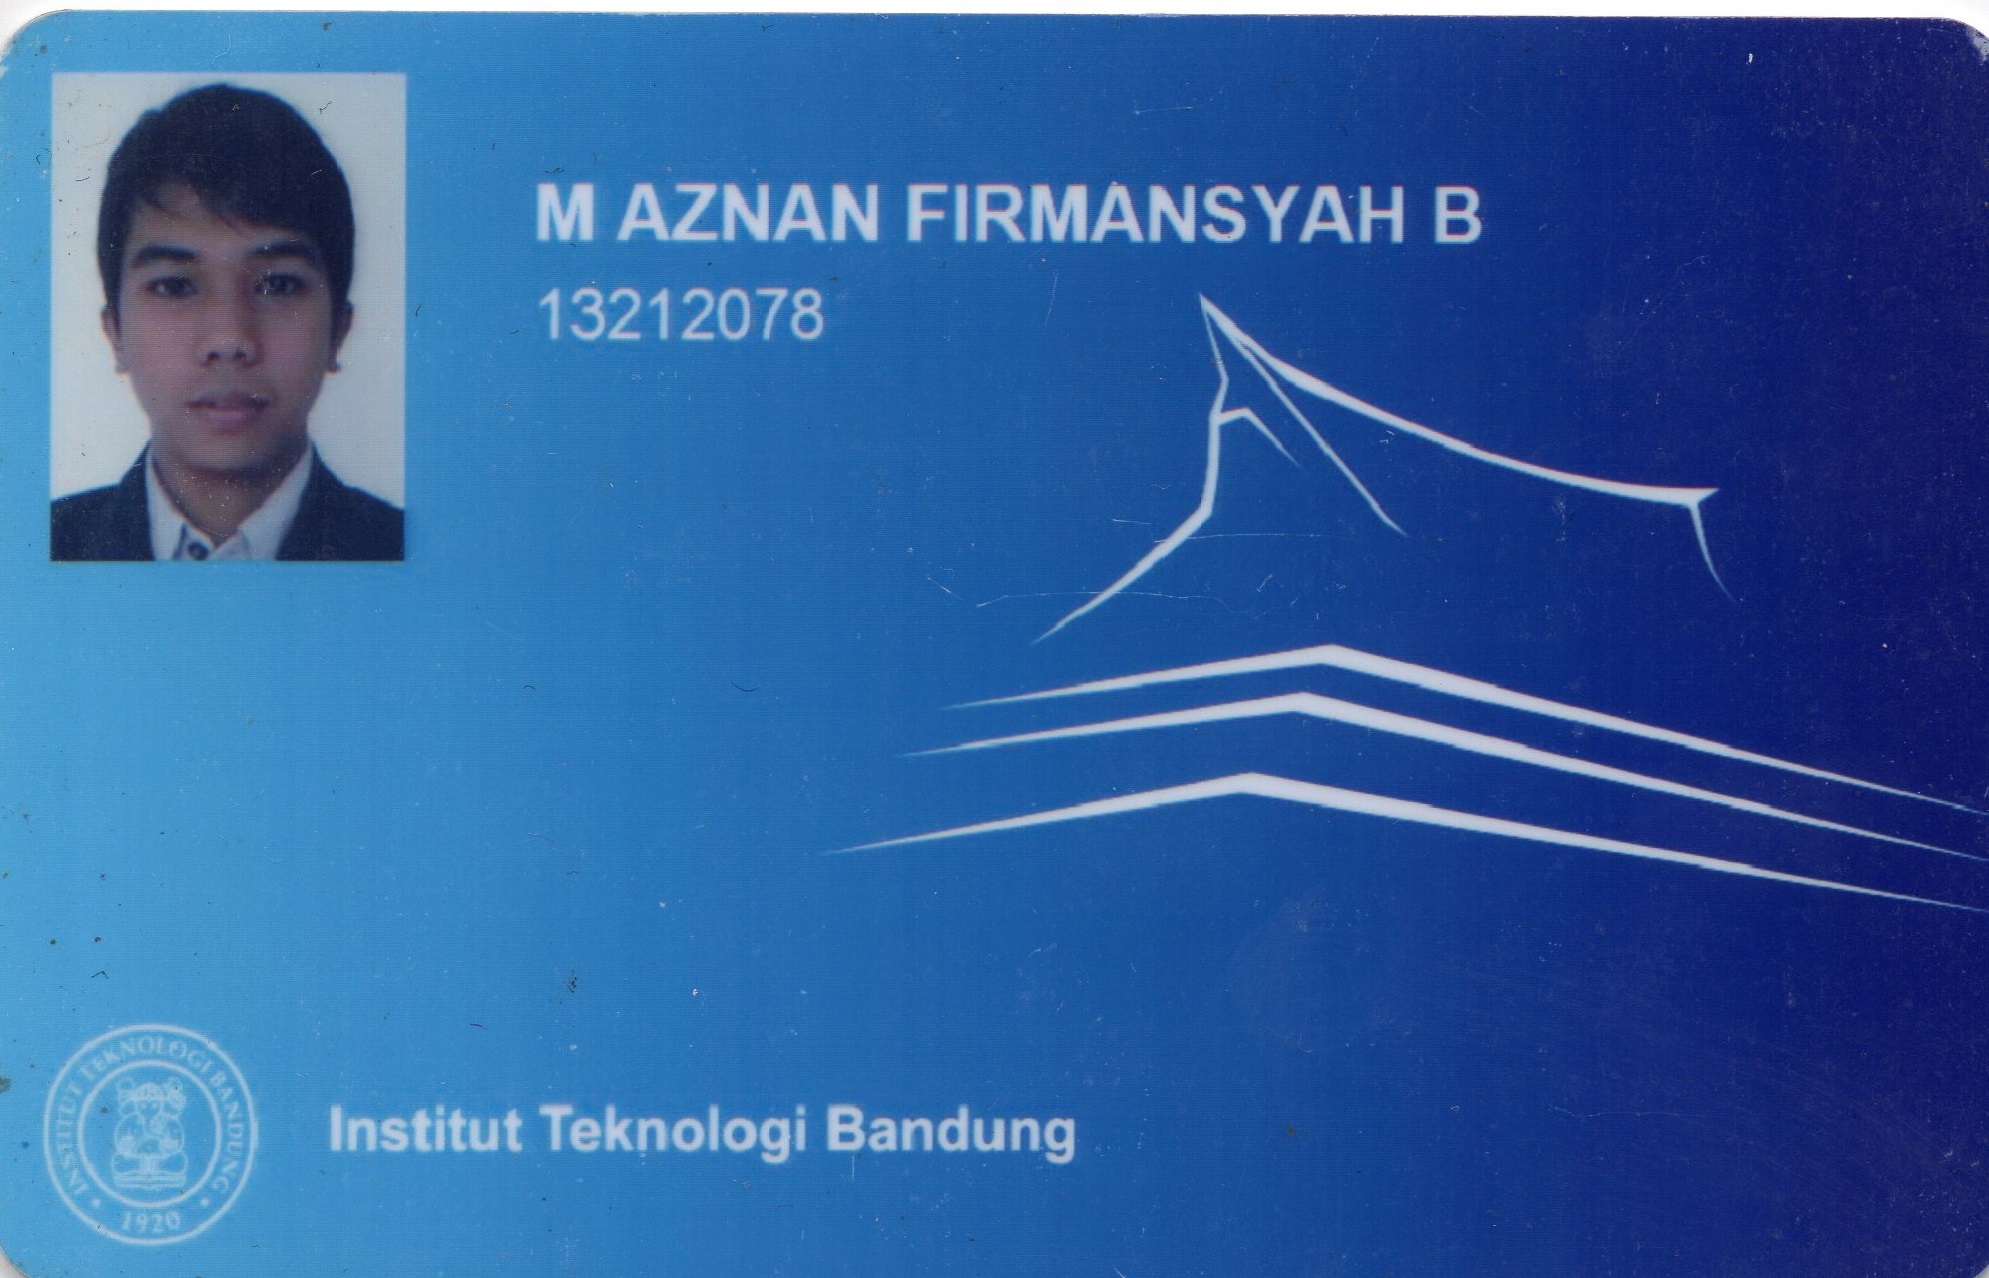 M AZNAN FIRMANSYAH B
13212078
INSTITUT TEKNOLOGI BANDUNG
1920
Institut Teknologi Bandung